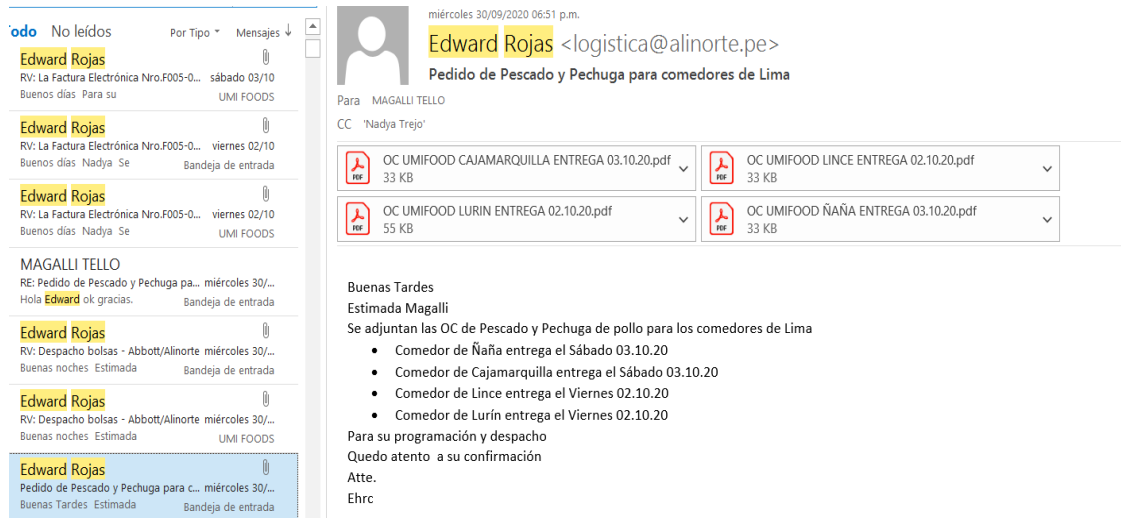 Todo No leídos Por Tipo Mensajes
Edward Rojas
RV: La Factura Electrónica Nro.F005-0... sábado 03/10
Buenos días Para su UMI FOODS
Edward Rojas
RV: La Factura Electrónica Nro.F005-0... viernes 02/10
Buenos días Nadya Se Bandeja de entrada
Edward Rojas
RV: La Factura Electrónica Nro.F005-0... viernes 02/10
Buenos días Nadya Se UMI FOODS
MAGALLI TELLO
RE: Pedido de Pescado y Pechuga pa... miércoles 30/...
Hola Edward ok gracias. Bandeja de entrada
Edward Rojas
RV: Despacho bolsas - Abbott/Alinorte miércoles 30/...
Buenas noches Estimada Bandeja de entrada
Edward Rojas
RV: Despacho bolsas - Abbott/Alinorte miércoles 30/...
Buenas noches Estimada UMI FOODS
Edward Rojas
Pedido de Pescado y Pechuga para c... miércoles 30/...
Buenas Tardes Estimada Bandeja de entrada
miércoles 30/09/2020 06:51 p.m.
Edward Rojas <logistica@alinorte.pe>
Pedido de Pescado y Pechuga para comedores de Lima
Para MAGALLI TELLO
CC 'Nadya Trejo'
PDF OC UMIFOOD CAJAMARQUILLA ENTREGA 03.10.20.pdf
33 KB
PDF OC UMIFOOD LINCE ENTREGA 02.10.20.pdf
33 KB
PDF OC UMIFOOD LURIN ENTREGA 02.10.20.pdf
55 KB
PDF OC UMIFOOD ÑAÑA ENTREGA 03.10.20.pdf
33 KB
Buenas Tardes
Estimada Magalli
Se adjuntan las OC de Pescado y Pechuga de pollo para los comedores de Lima
• Comedor de Ñaña entrega el Sábado 03.10.20
• Comedor de Cajamarquilla entrega el Sábado 03.10.20
• Comedor de Lince entrega el Viernes 02.10.20
• Comedor de Lurín entrega el Viernes 02.10.20
Para su programación y despacho
Quedo atento a su confirmación
Atte.
Ehrc